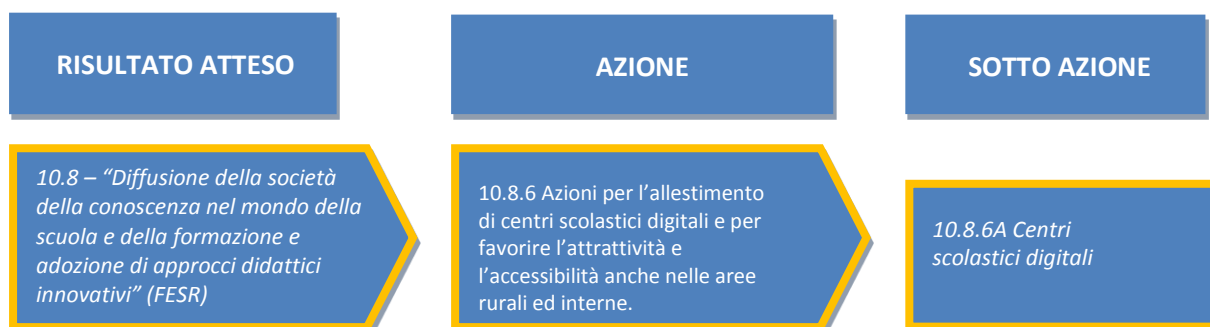 RISULTATO ATTESO
AZIONE
SOTTO AZIONE
10.8 – “Diffusione della società
della conoscenza nel mondo della
scuola e della formazione e
adozione di approcci didattici
innovativi” (FESR)
10.8.6 Azioni per l’allestimento
di centri scolastici digitali e per
favorire l’attrattività e
l’accessibilità anche nelle aree
rurali ed interne.
10.8.6A Centri
scolastici digitali